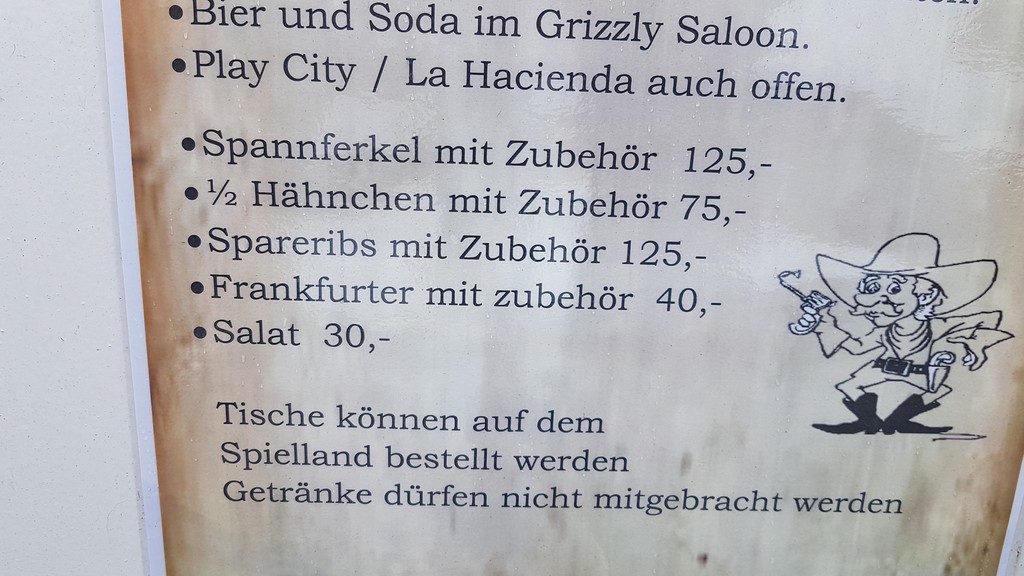 •Bier und Soda im Grizzly Saloon.
•Play City / La Hacienda auch offen.
•Spannferkel mit Zubehör 125,-
•½ Hähnchen mit Zubehör 75,-
•Spareribs mit Zubehör 125,-
•Frankfurter mit zubehör 40,-
•Salat 30,-
Tische können auf dem
Spielland bestellt werden
Getränke dürfen nicht mitgebracht werden